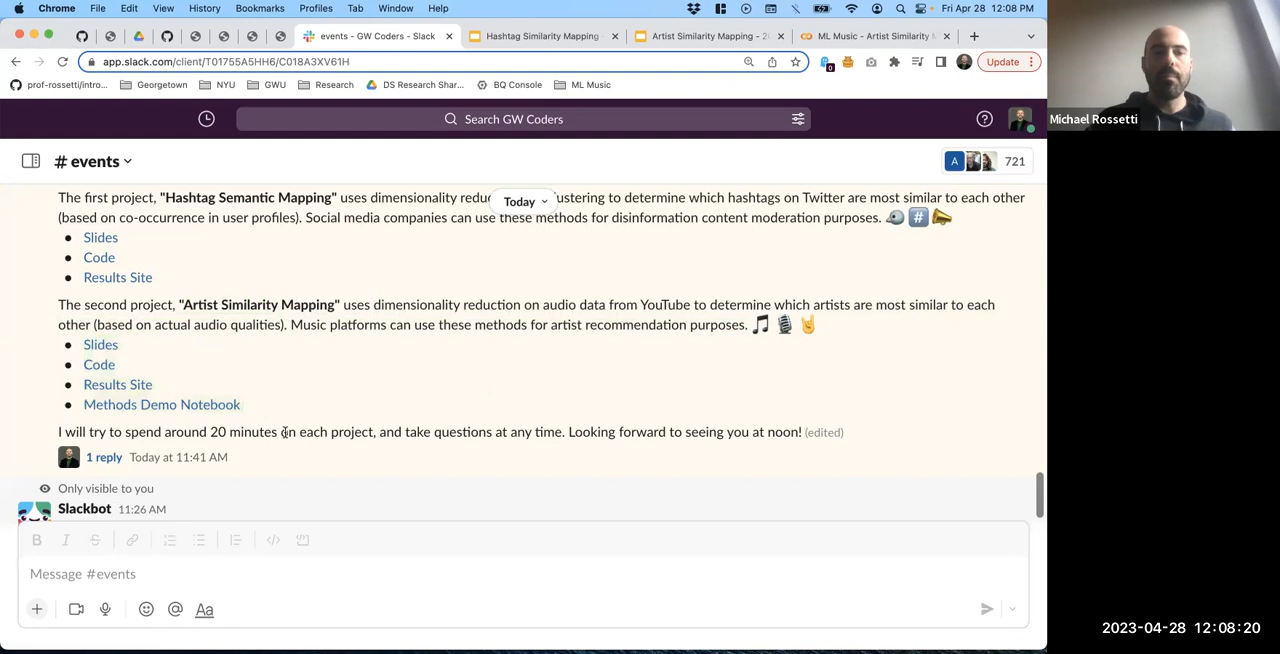 Chrome File Edit View History Bookmarks Profiles Tab Window Help Fri Apr 28 12:08 PM
events - GW Coders - Slack Hashtag Similarity Mapping Artist Similarity Mapping - 2 ML Music - Artist Similarity M
app.slack.com/client/T01755A5HH6/C018A3XV61H 0 Update
prof-rossetti/intro... Georgetown NYU GWU Research DS Research Shar... BQ Console ML Music
Search GW Coders
# events A 721
The first project, "Hashtag Semantic Mapping" uses dimensionality reduc ustering to determine which hashtags on Twitter are most similar to each other
Today
(based on co-occurrence in user profiles). Social media companies can use these methods for disinformation content moderation purposes. #
• Slides
• Code
• Results Site
The second project, "Artist Similarity Mapping" uses dimensionality reduction on audio data from YouTube to determine which artists are most similar to each
other (based on actual audio qualities). Music platforms can use these methods for artist recommendation purposes.
• Slides
• Code
• Results Site
• Methods Demo Notebook
I will try to spend around 20 minutes on each project, and take questions at any time. Looking forward to seeing you at noon! (edited)
1 reply Today at 11:41 AM
Only visible to you
Slackbot 11:26 AM
B I S
Message #events
Aa
Michael Rossetti
2023-04-28 12:08:20